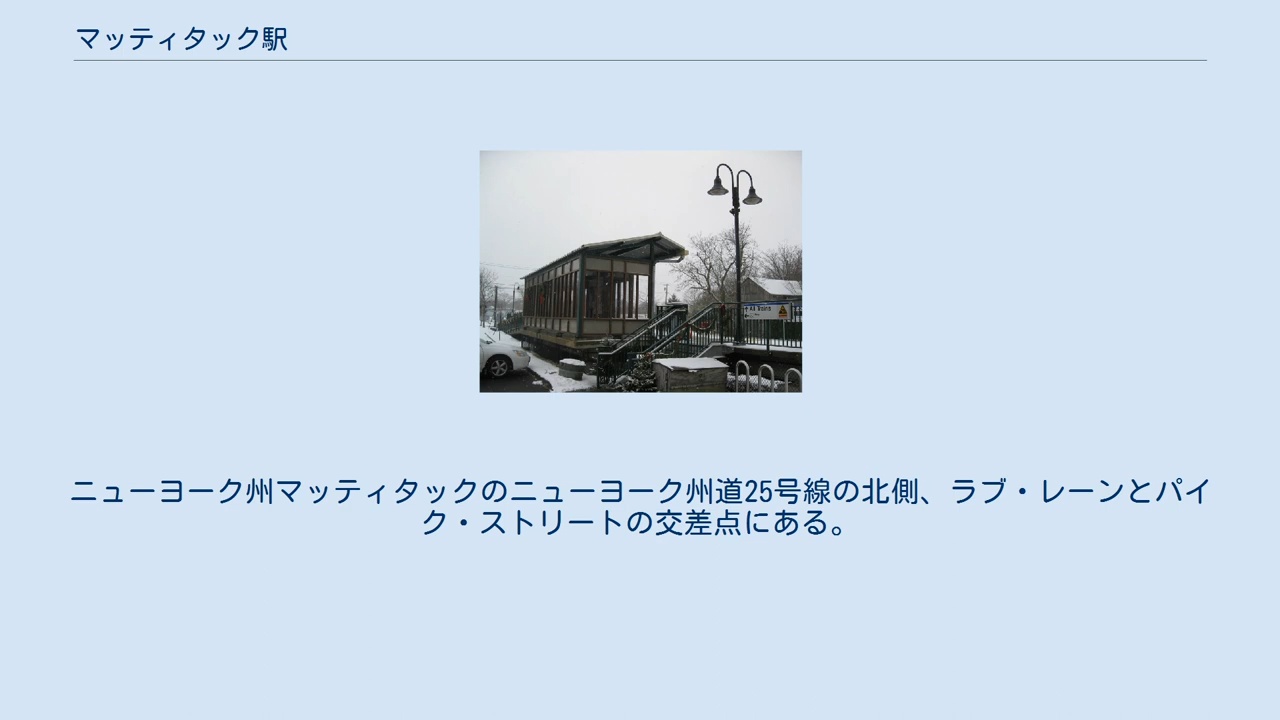 マッティタック駅
All Trains
ニューヨーク州マッティタックのニューヨーク州道25号線の北側、ラブ・レーンとパイ
ク・ストリートの交差点にある。